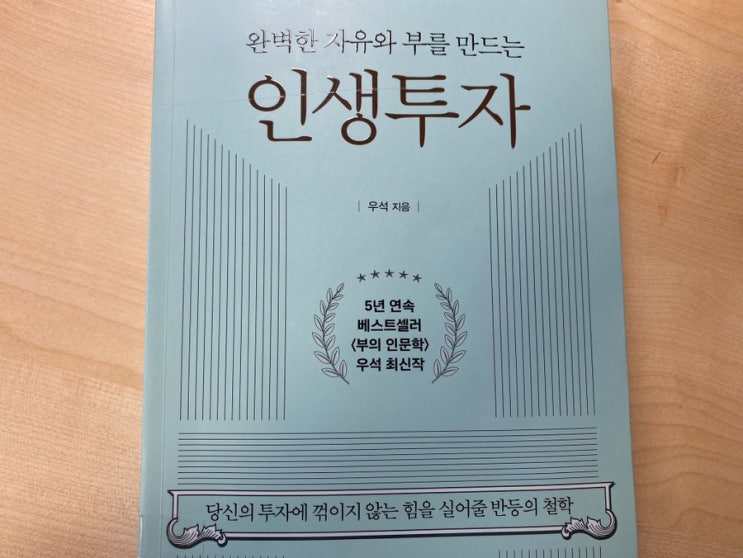 완벽한 자유와 부를 만드는
인생투자
| 우석 지음 |
5년 연속
베스트셀러
〈부의 인문학〉
우석 최신작
당신의 투자에 꺾이지 않는 힘을 실어줄 반등의 철학